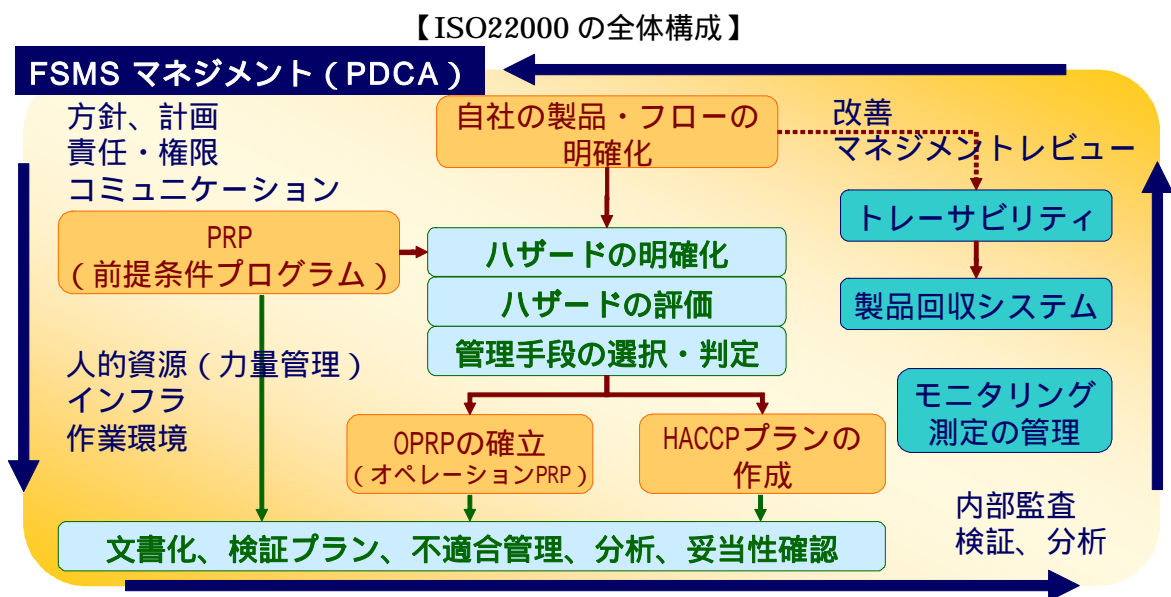 【ISO22000 の全体構成】
FSMS マネジメント（PDCA）
方針、計画
責任・権限
コミュニケーション
自社の製品・フローの
明確化
改善
マネジメントレビュー
PRP
（前提条件プログラム）
ハザードの明確化
ハザードの評価
管理手段の選択・判定
トレーサビリティ
製品回収システム
人的資源（力量管理）
インフラ
作業環境
モニタリング
測定の管理
OPRPの確立
（オペレーションPRP）
HACCPプランの
作成
内部監査
検証、分析
文書化、検証プラン、不適合管理、分析、妥当性確認